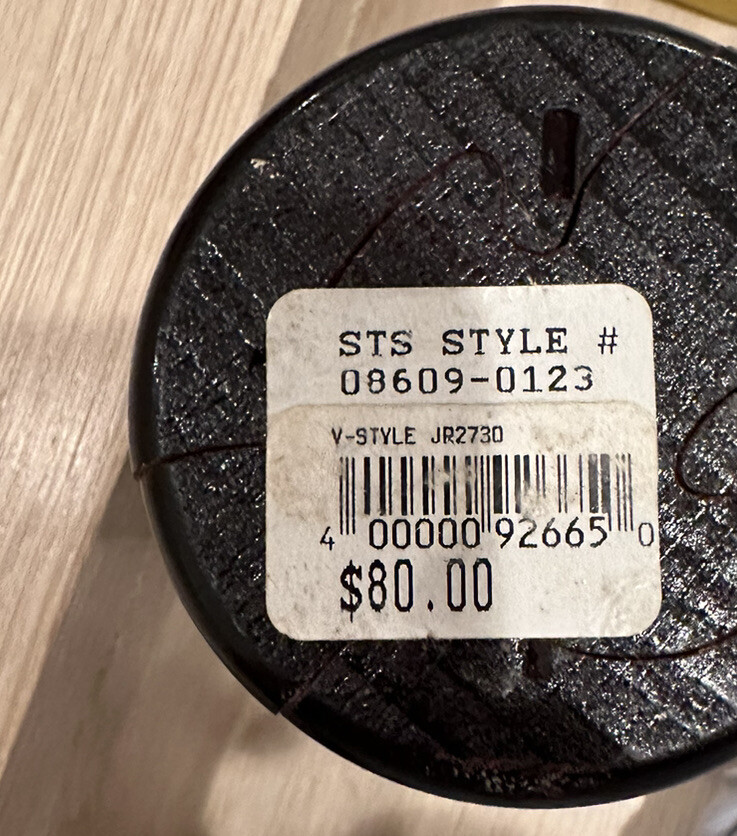 STS STYLE #
08609-0123
V-STYLE JR2730
4 00000 92665 0
$80.00